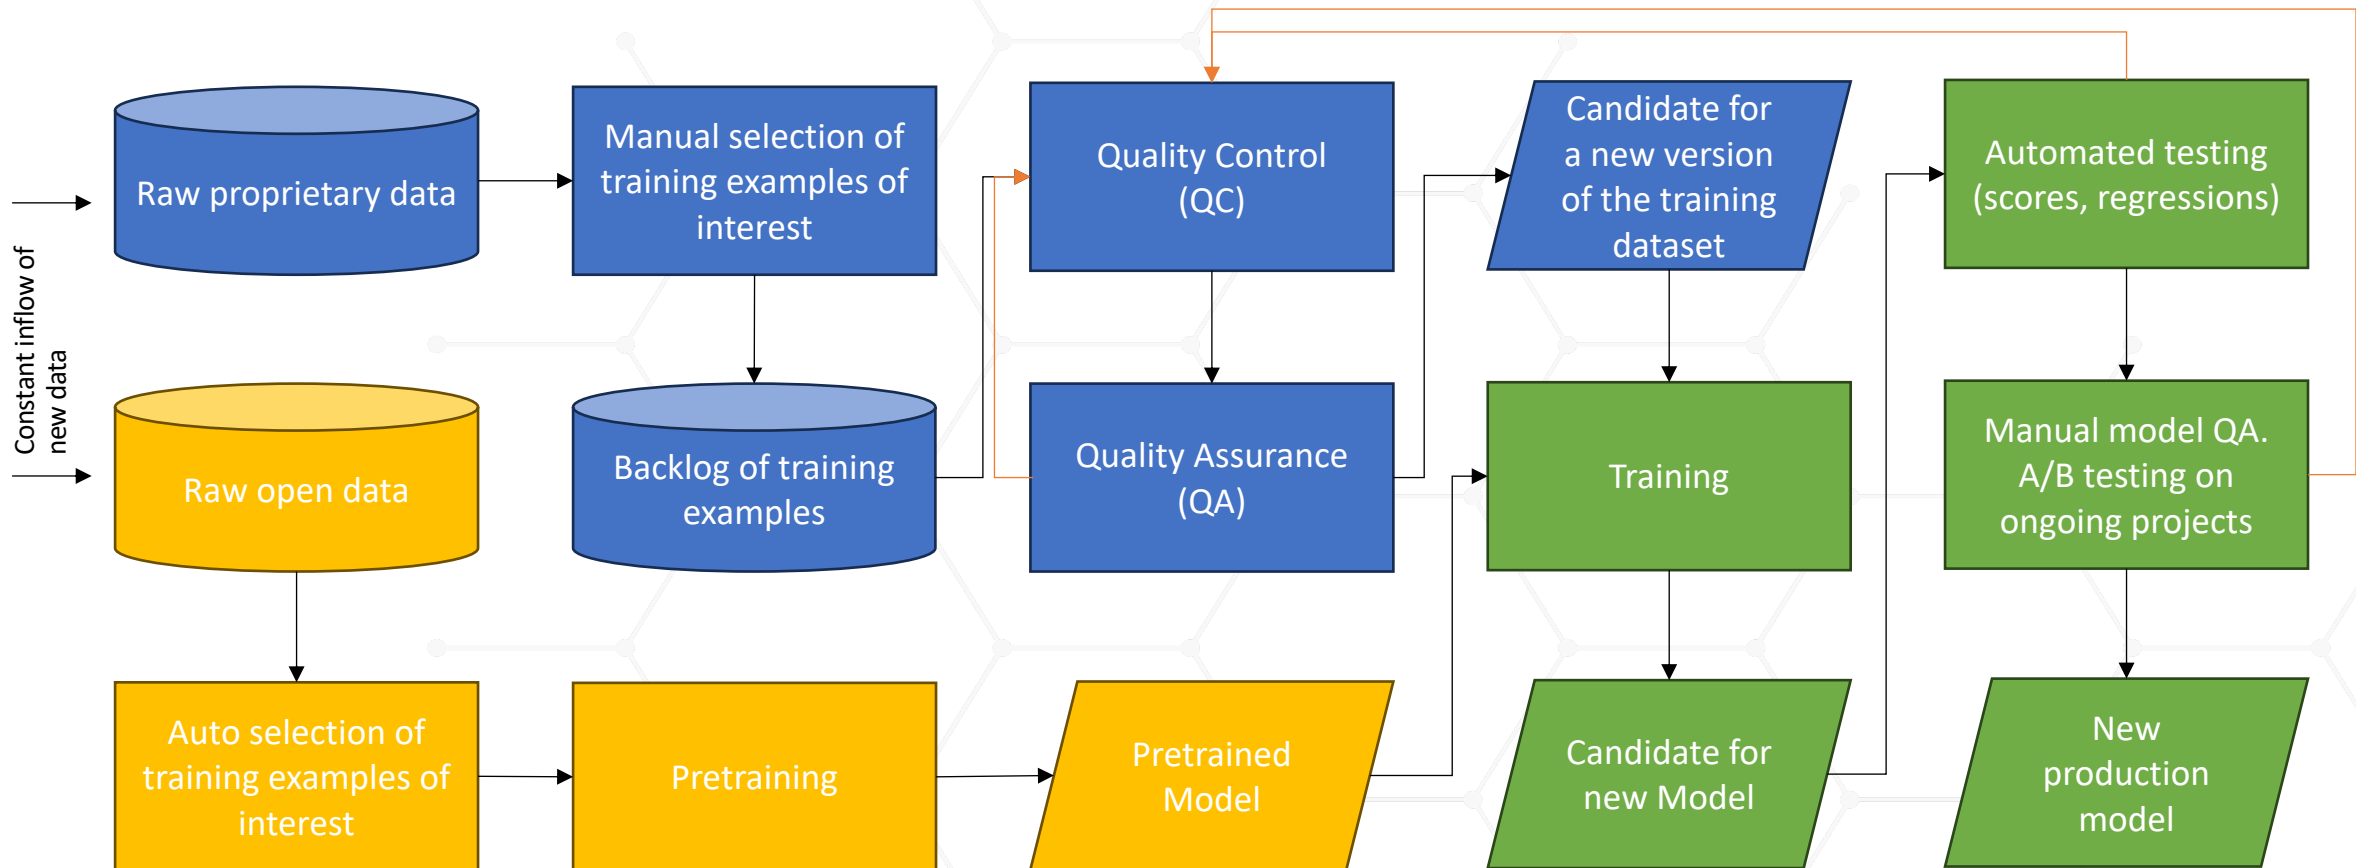 Constant inflow of
new data
Raw proprietary data
Manual selection of
training examples of
interest
Quality Control
(QC)
Candidate for
a new version
of the training
dataset
Automated testing
(scores, regressions)
Raw open data
Backlog of training
examples
Quality Assurance
(QA)
Training
Manual model QA.
A/B testing on
ongoing projects
Auto selection of
training examples of
interest
Pretraining
Pretrained
Model
Candidate for
new Model
New
production
model